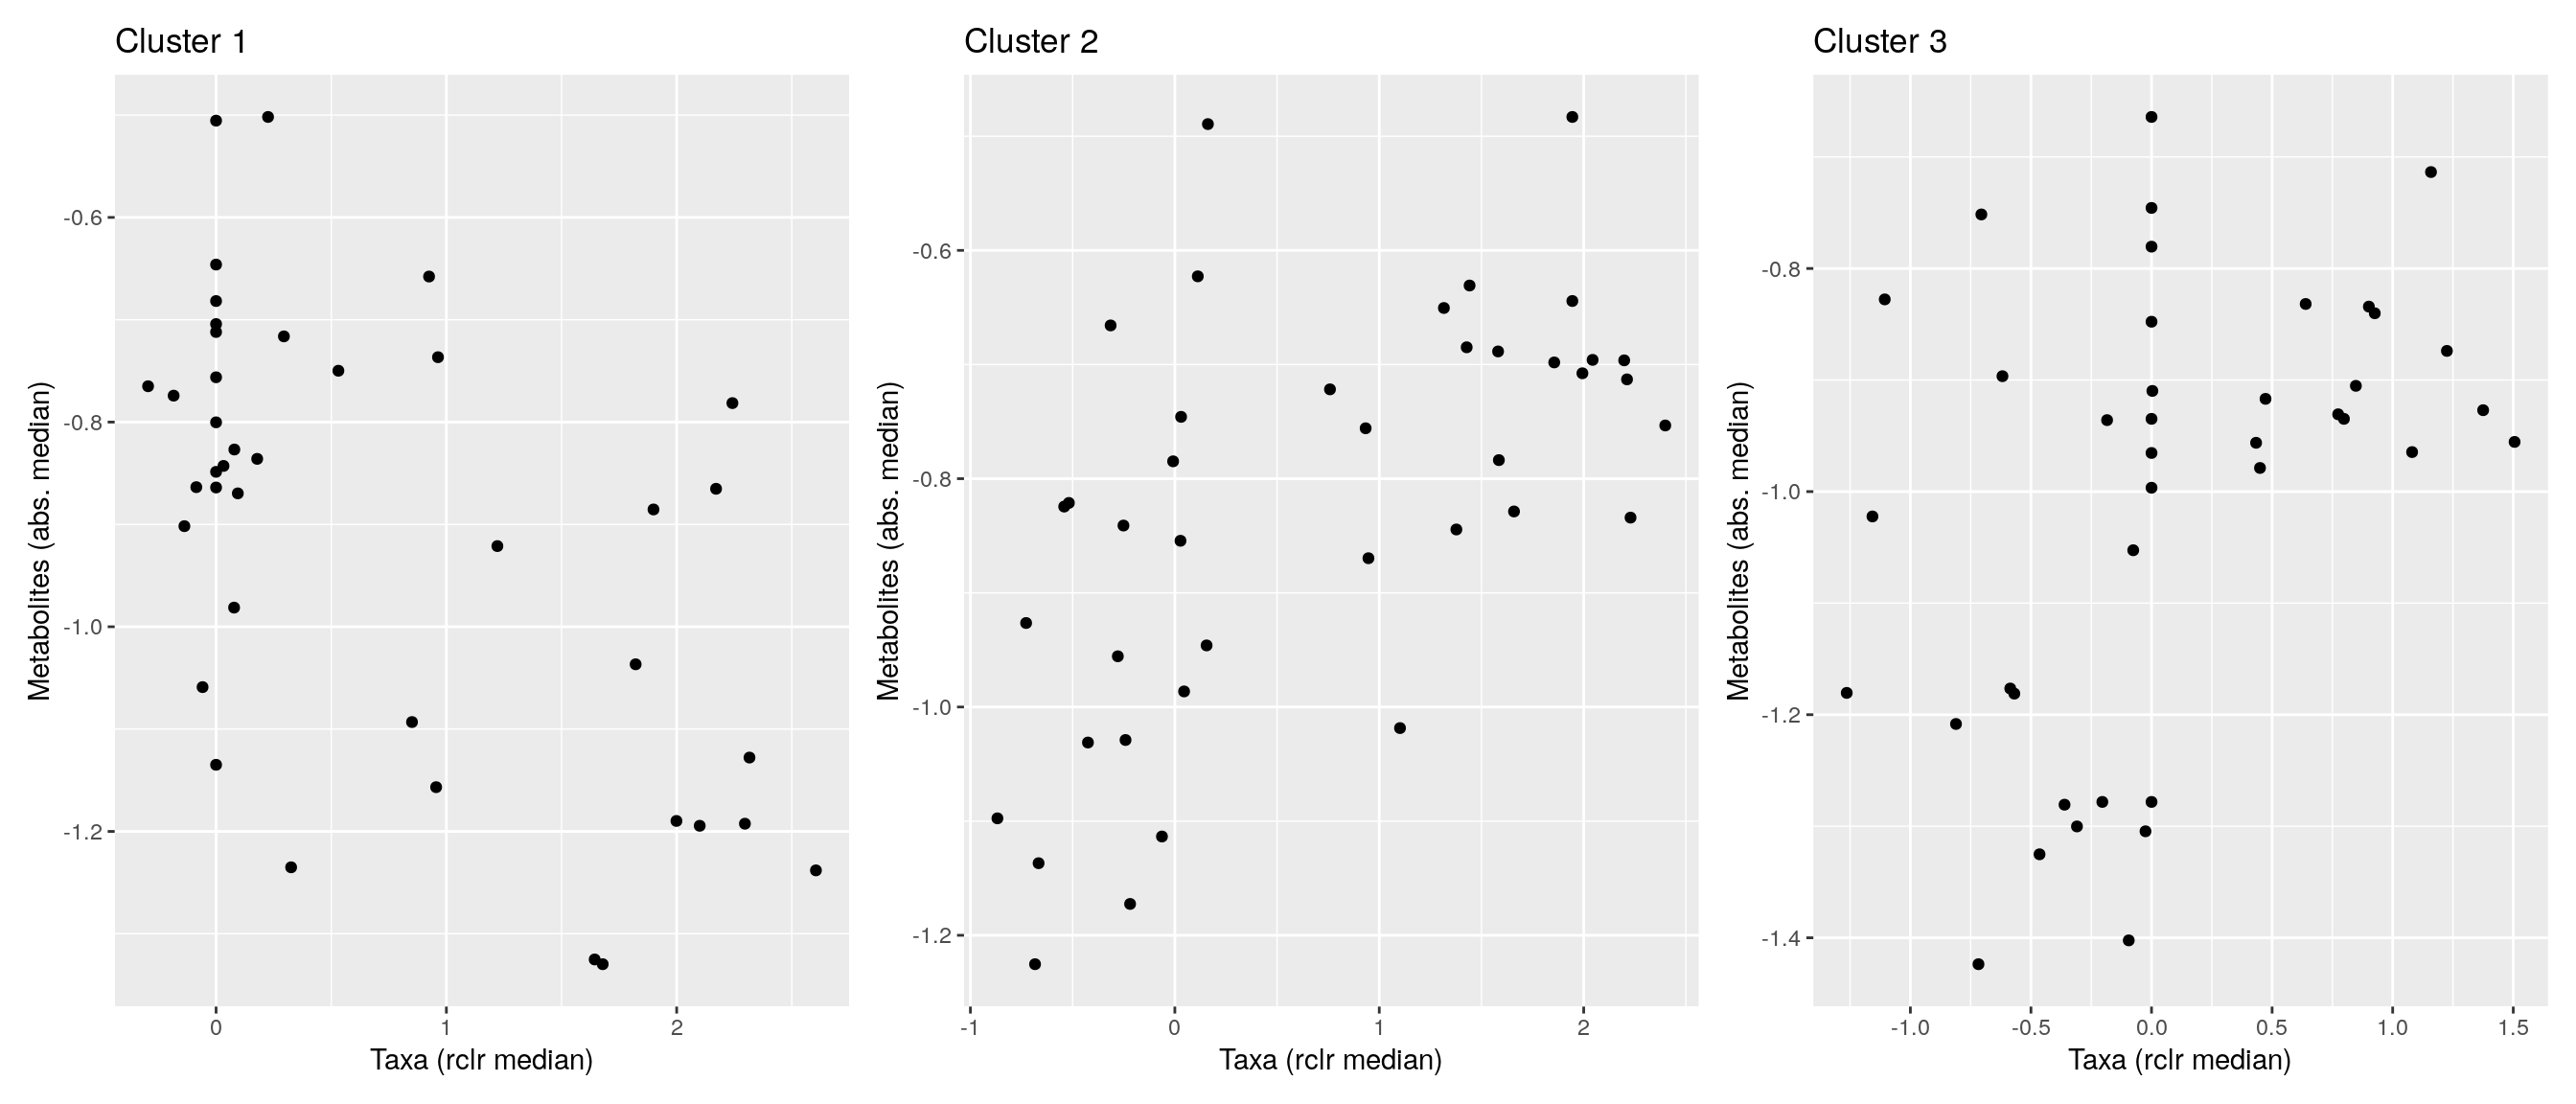 Cluster 1
Metabolites (abs. median)
-0.6
-0.8
-1.0
-1.2
0 1 2
Taxa (rclr median)
Cluster 2
Metabolites (abs. median)
-0.6
-0.8
-1.0
-1.2
-1 0 1 2
Taxa (rclr median)
Cluster 3
Metabolites (abs. median)
-0.8
-1.0
-1.2
-1.4
-1.0 -0.5 0.0 0.5 1.0 1.5
Taxa (rclr median)